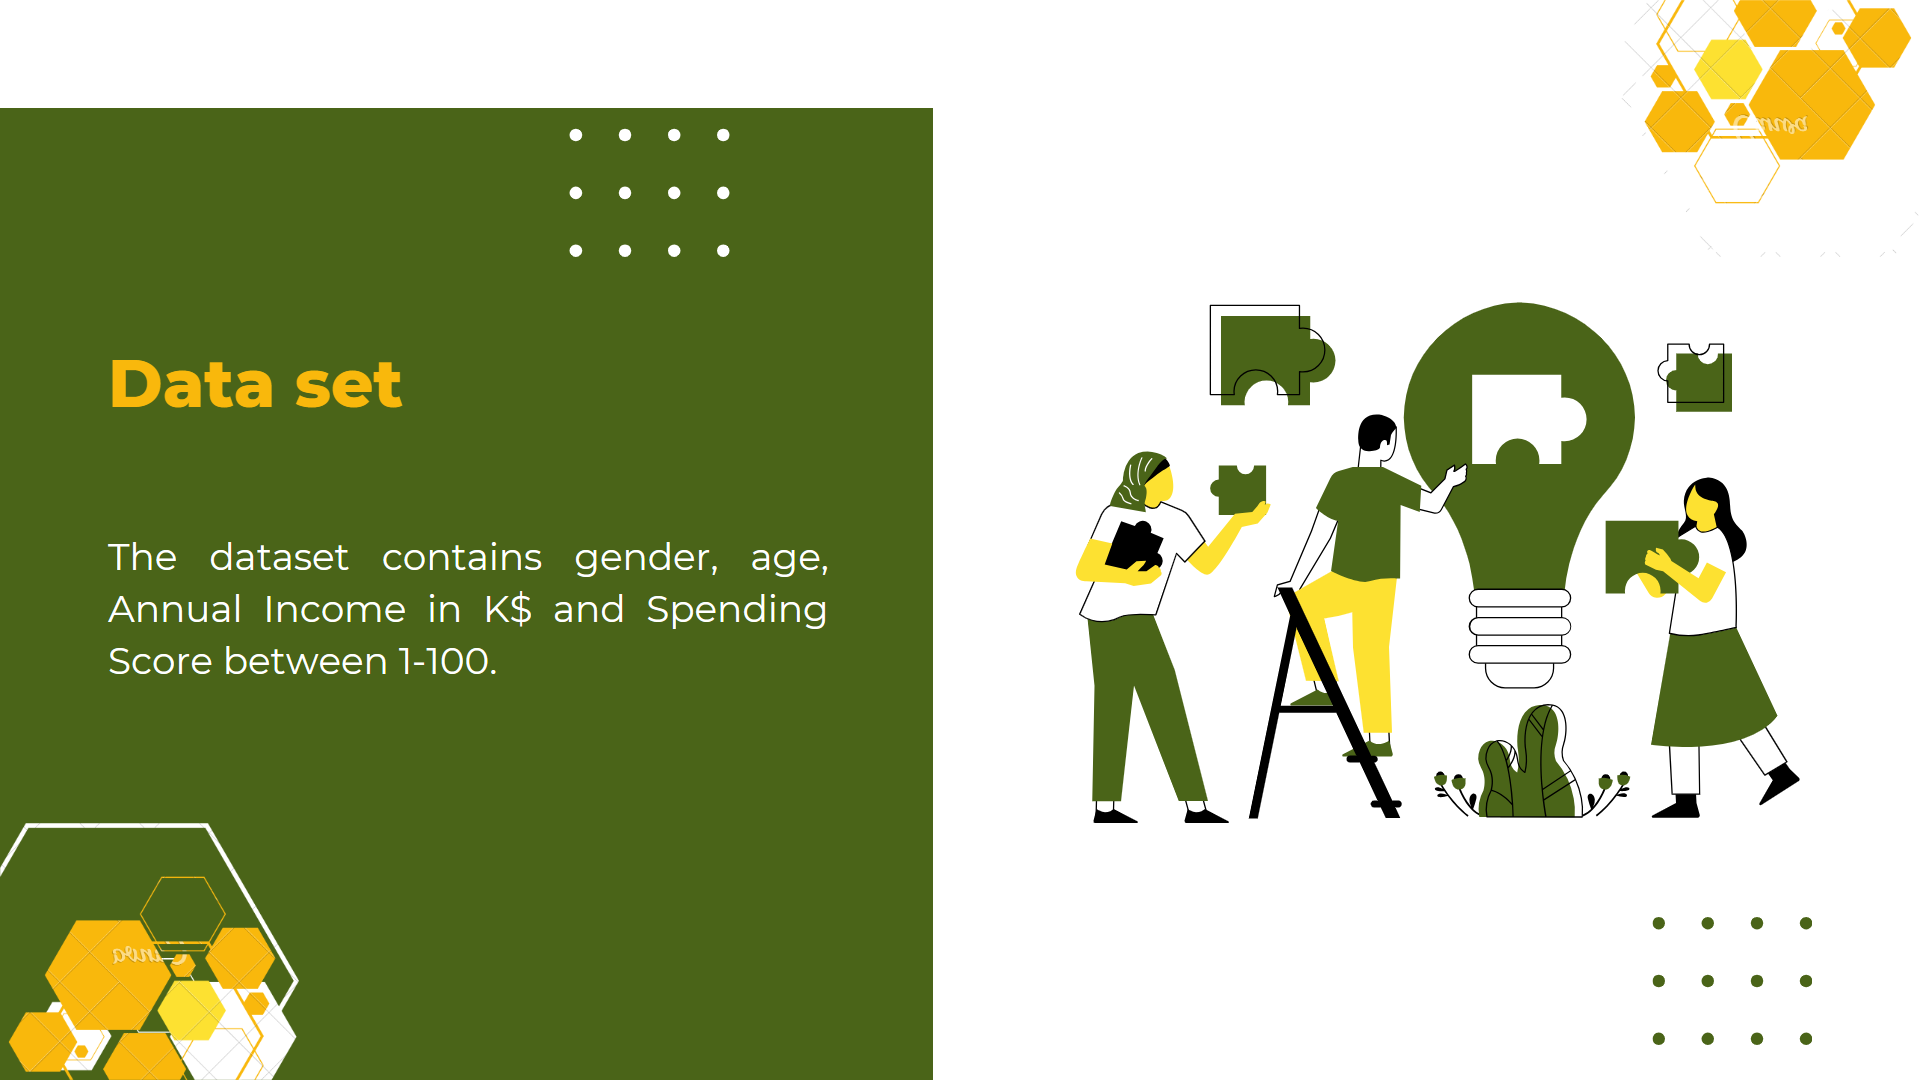 Data set
The dataset contains gender, age,
Annual Income in K$ and Spending
Score between 1-100.